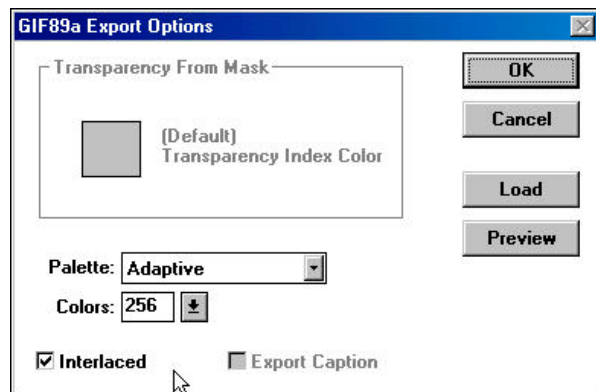 GIF89a Export Options
Transparency From Mask
(Default)
Transparency Index Color
OK
Cancel
Load
Preview
Palette: Adaptive
Colors: 256
Interlaced
Export Caption